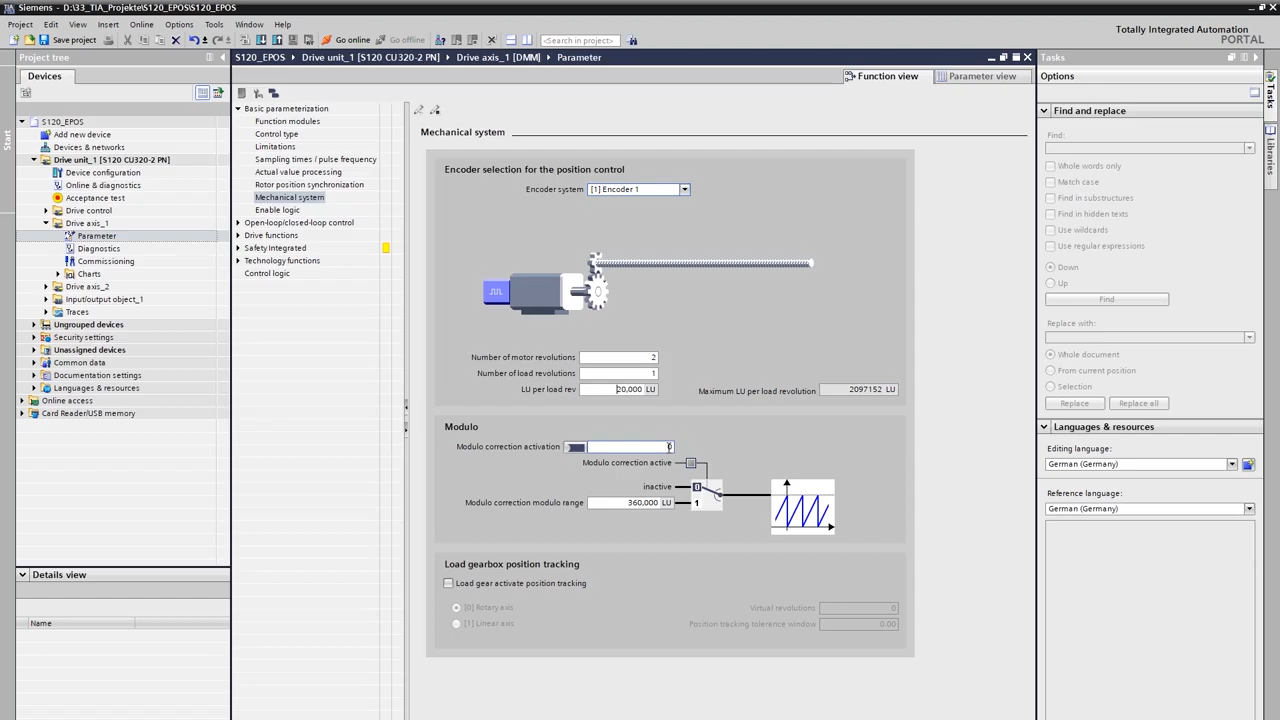 Siemens - D:\33_TIA_Projekte\S120_EPOS\S120_EPOS
Project Edit View Insert Online Options Tools Window Help
Save project Go online Go offline <Search in project>
Totally Integrated Automation
PORTAL
Project tree
S120_EPOS Drive unit_1 [S120 CU320-2 PN] Drive axis_1 [DMM] Parameter
Tasks
Devices
Function view Parameter view
Options
Start
Tasks
Libraries
S120_EPOS
Add new device
Devices & networks
Drive unit_1 [S120 CU320-2 PN]
Device configuration
Online & diagnostics
Acceptance test
Drive control
Drive axis_1
Parameter
Diagnostics
Commissioning
Charts
Drive axis_2
Input/output object_1
Traces
Ungrouped devices
Security settings
Unassigned devices
Common data
Documentation settings
Languages & resources
Online access
Card Reader/USB memory
Details view
Name
Basic parameterization
Function modules
Control type
Limitations
Sampling times / pulse frequency
Actual value processing
Rotor position synchronization
Mechanical system
Enable logic
Open-loop/closed-loop control
Drive functions
Safety Integrated
Technology functions
Control logic
Mechanical system
Encoder selection for the position control
Encoder system [1] Encoder 1
Number of motor revolutions 2
Number of load revolutions 1
LU per load rev 20,000 LU
Maximum LU per load revolution 2097152 LU
Modulo
Modulo correction activation 0
Modulo correction active
inactive 0
Modulo correction modulo range 360,000 LU 1
Load gearbox position tracking
Load gear activate position tracking
[0] Rotary axis
Virtual revolutions 0
[1] Linear axis
Position tracking tolerance window 0.00
Find and replace
Find:
Whole words only
Match case
Find in substructures
Find in hidden texts
Use wildcards
Use regular expressions
Down
Up
Find
Replace with:
Whole document
From current position
Selection
Replace Replace all
Languages & resources
Editing language:
German (Germany)
Reference language:
German (Germany)